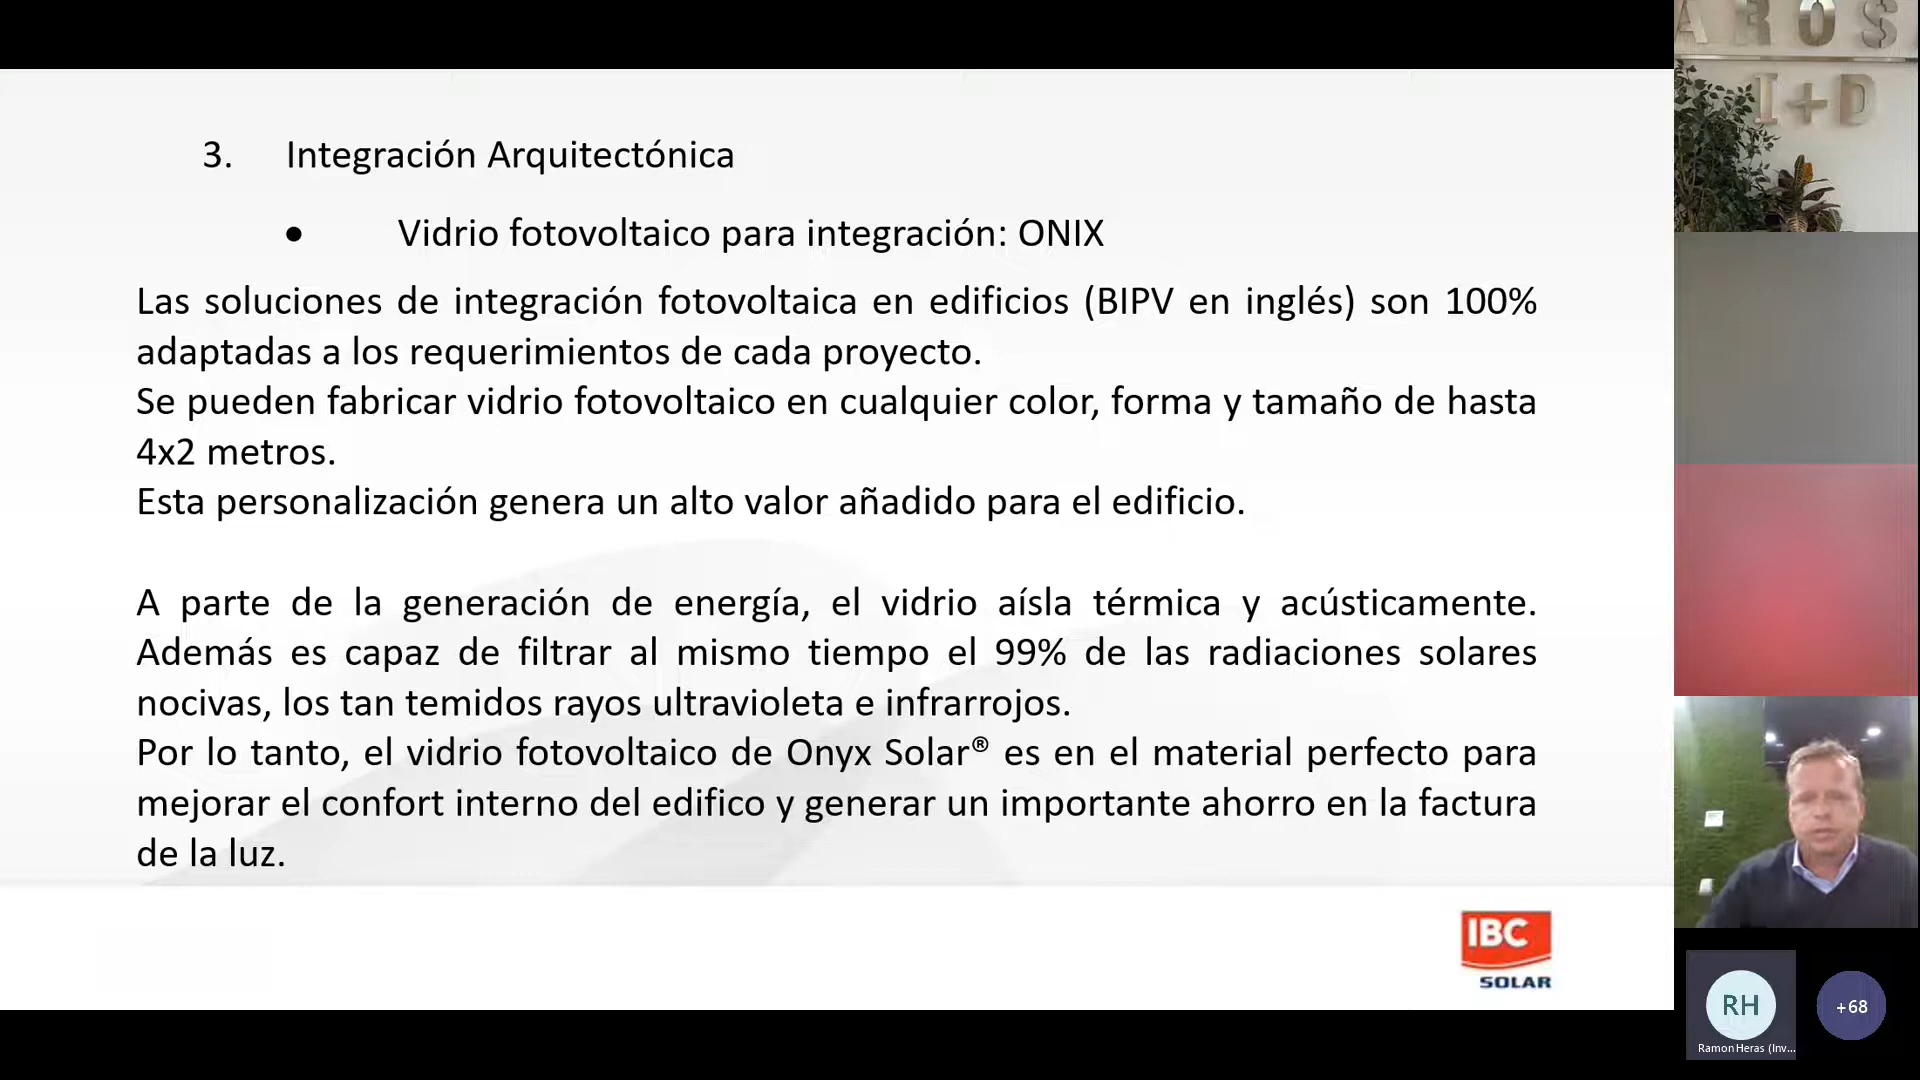 3. Integración Arquitectónica
• Vidrio fotovoltaico para integración: ONIX
Las soluciones de integración fotovoltaica en edificios (BIPV en inglés) son 100%
adaptadas a los requerimientos de cada proyecto.
Se pueden fabricar vidrio fotovoltaico en cualquier color, forma y tamaño de hasta
4x2 metros.
Esta personalización genera un alto valor añadido para el edificio.
A parte de la generación de energía, el vidrio aísla térmica y acústicamente.
Además es capaz de filtrar al mismo tiempo el 99% de las radiaciones solares
nocivas, los tan temidos rayos ultravioleta e infrarrojos.
Por lo tanto, el vidrio fotovoltaico de Onyx Solar® es en el material perfecto para
mejorar el confort interno del edifico y generar un importante ahorro en la factura
de la luz.
IBC
SOLAR
AROS
I+D
RH
+68
Ramon Heras (Inv...